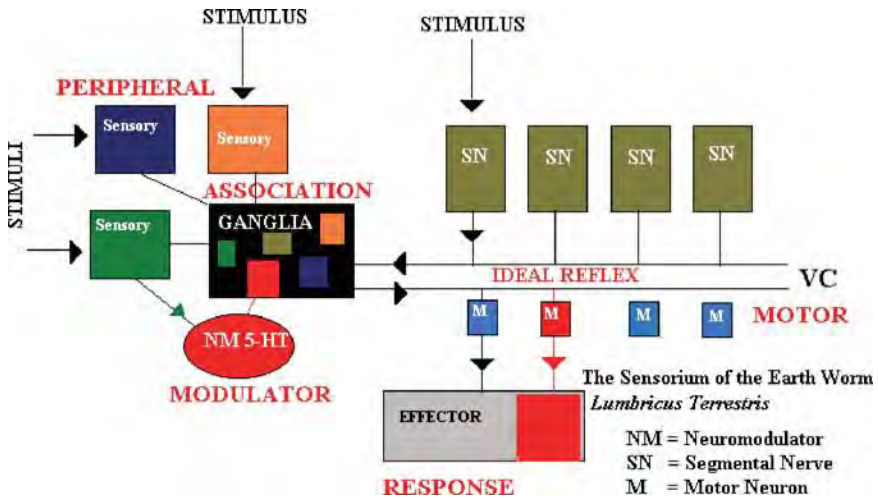 STIMULUS
STIMULUS
PERIPHERAL
Sensory
Sensory
STIMULI
SN
SN
SN
SN
ASSOCIATION
GANGLIA
Sensory
IDEAL REFLEX
VC
M
M
M
M
MOTOR
NM 5-HT
MODULATOR
The Sensorium of the Earth Worm
Lumbricus Terrestris
EFFECTOR
NM = Neuromodulator
SN = Segmental Nerve
M = Motor Neuron
RESPONSE